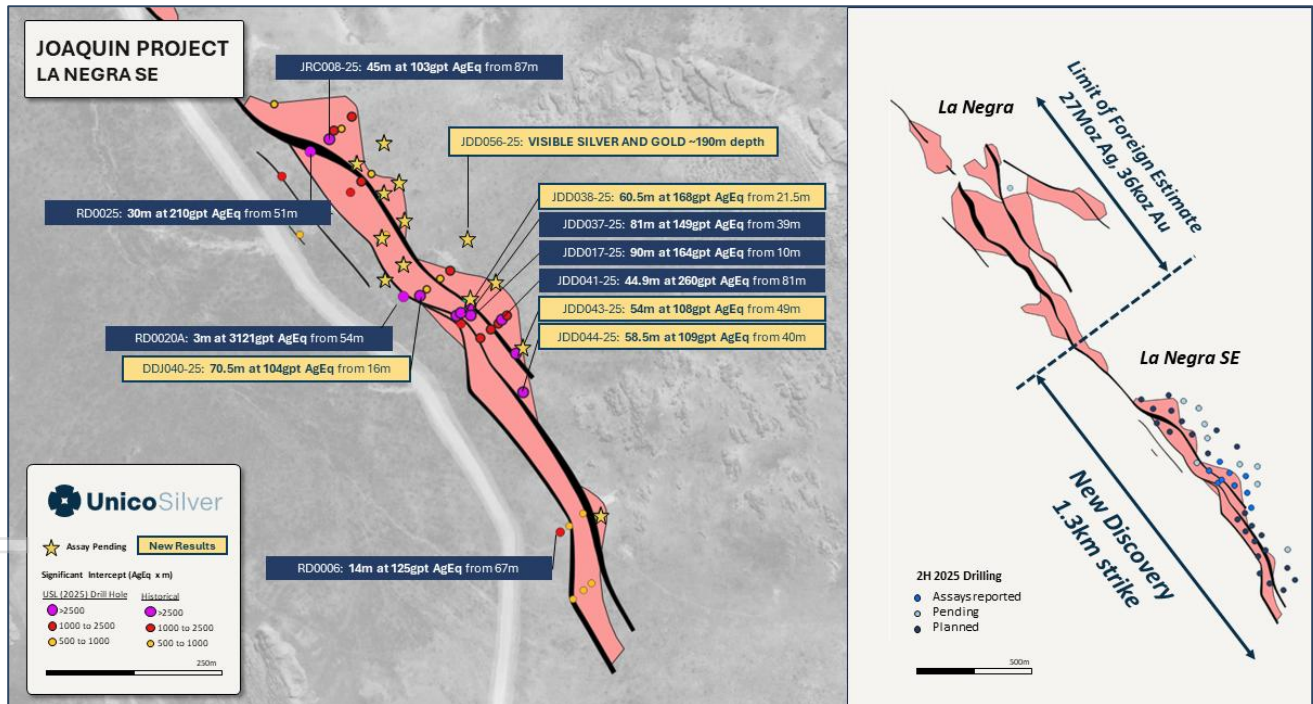 JOAQUIN PROJECT
LA NEGRA SE
JRC008-25: 45m at 103gpt AgEq from 87m
JDD056-25: VISIBLE SILVER AND GOLD ~190m depth
RD0025: 30m at 210gpt AgEq from 51m
JDD038-25: 60.5m at 168gpt AgEq from 21.5m
JDD037-25: 81m at 149gpt AgEq from 39m
JDD017-25: 90m at 164gpt AgEq from 10m
JDD041-25: 44.9m at 260gpt AgEq from 81m
JDD043-25: 54m at 108gpt AgEq from 49m
JDD044-25: 58.5m at 109gpt AgEq from 40m
RD0020A: 3m at 3121gpt AgEq from 54m
DDJ040-25: 70.5m at 104gpt AgEq from 16m
RD0006: 14m at 125gpt AgEq from 67m
UnicoSilver
Assay Pending
New Results
Significant Intercept (AgEq x m)
USL (2025) Drill Hole
Historical
>2500
>2500
1000 to 2500
1000 to 2500
500 to 1000
500 to 1000
250m
La Negra
Limit of Foreign Estimate
27Moz Ag, 36koz Au
La Negra SE
New Discovery
1.3km strike
2H 2025 Drilling
Assays reported
Pending
Planned
500m